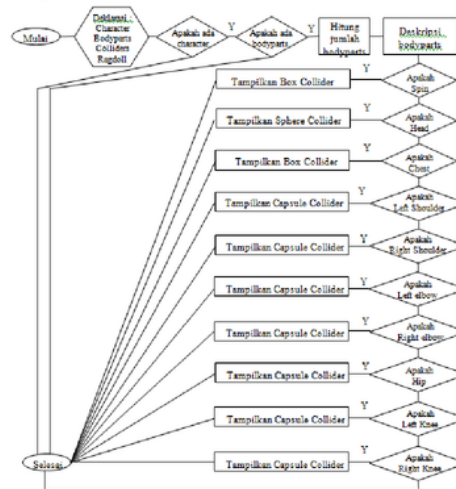 Mulai
Deklarasi :
Character
Bodyparts
Colliders
Ragdoll
Apakah ada
character
Y
Apakah ada
bodyparts
Y
Hitung
jumlah
bodyparts
Deskripsi
bodyparts
Tampilkan Box Collider
Y
Apakah
Spin
Tampilkan Sphere Collider
Y
Apakah
Head
Tampilkan Box Collider
Y
Apakah
Chest
Tampilkan Capsule Collider
Y
Apakah
Left Shoulder
Tampilkan Capsule Collider
Y
Apakah
Right Shoulder
Tampilkan Capsule Collider
Y
Apakah
Left elbow
Tampilkan Capsule Collider
Y
Apakah
Right elbow
Tampilkan Capsule Collider
Y
Apakah
Hip
Tampilkan Capsule Collider
Y
Apakah
Left Knee
Tampilkan Capsule Collider
Y
Apakah
Right Knee
Selesai